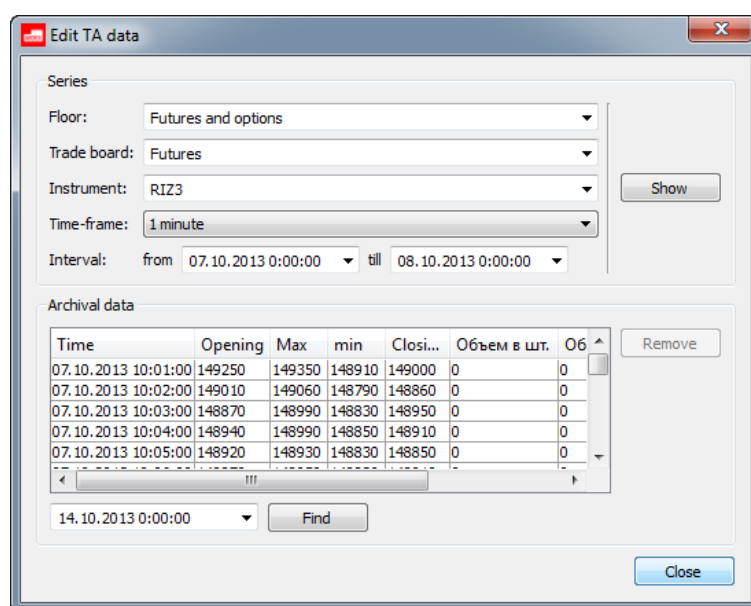 Edit TA data
Series
Floor: Futures and options
Trade board: Futures
Instrument: RIZ3 Show
Time-frame: 1 minute
Interval: from 07.10.2013 0:00:00 till 08.10.2013 0:00:00
Archival data
Time Opening Max min Closi... Объем в шт. Об Remove
07.10.2013 10:01:00 149250 149350 148910 149000 0 0
07.10.2013 10:02:00 149010 149060 148790 148860 0 0
07.10.2013 10:03:00 148870 148990 148830 148950 0 0
07.10.2013 10:04:00 148940 148990 148850 148910 0 0
07.10.2013 10:05:00 148920 148930 148830 148850 0 0
14.10.2013 0:00:00 Find
Close